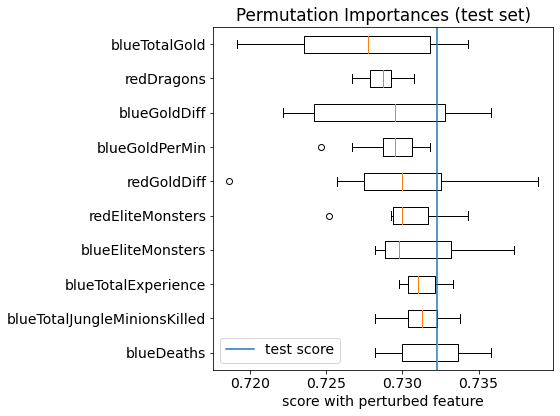 Permutation Importances (test set)
blueTotalGold
redDragons
blueGoldDiff
blueGoldPerMin
redGoldDiff
redEliteMonsters
blueEliteMonsters
blueTotalExperience
blueTotalJungleMinionsKilled
blueDeaths
test score
0.720 0.725 0.730 0.735
score with perturbed feature